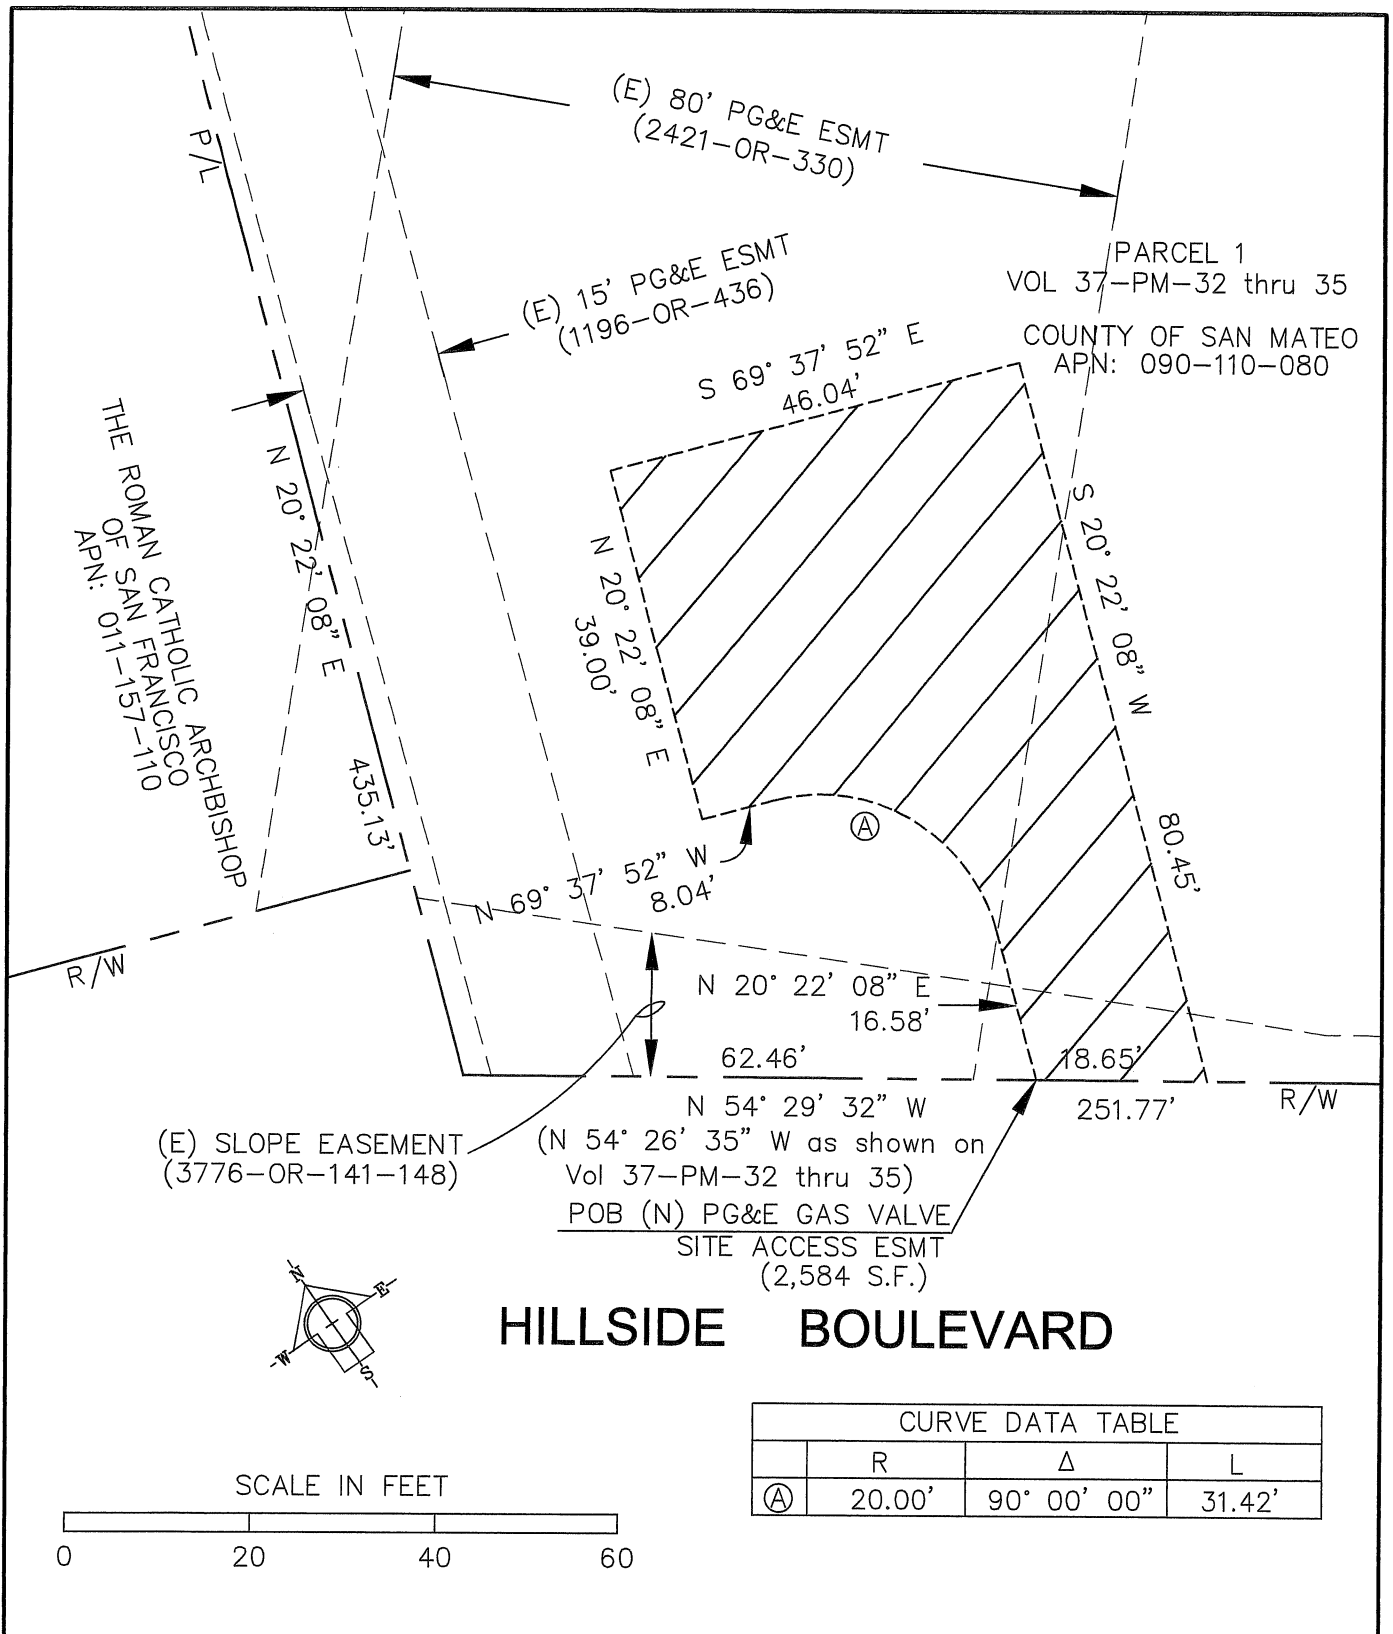 (E) 80' PG&E ESMT
(2421-OR-330)
P/L
(E) 15' PG&E ESMT
(1196-OR-436)
PARCEL 1
VOL 37-PM-32 thru 35
COUNTY OF SAN MATEO
APN: 090-110-080
S 69° 37' 52" E
46.04'
THE ROMAN CATHOLIC ARCHBISHOP
OF SAN FRANCISCO
APN: 011-157-110
N 20° 22' 08" E
435.13'
N 20° 22' 08" E
39.00'
S 20° 22' 08" W
80.45'
A
N 69° 37' 52" W
8.04'
R/W
N 20° 22' 08" E
16.58'
62.46'
18.65'
N 54° 29' 32" W
(N 54° 26' 35" W as shown on
Vol 37-PM-32 thru 35)
251.77'
R/W
(E) SLOPE EASEMENT
(3776-OR-141-148)
POB (N) PG&E GAS VALVE
SITE ACCESS ESMT
(2,584 S.F.)
N
E
W
S
HILLSIDE BOULEVARD
CURVE DATA TABLE
R Δ L
A 20.00' 90° 00' 00" 31.42'
SCALE IN FEET
0 20 40 60